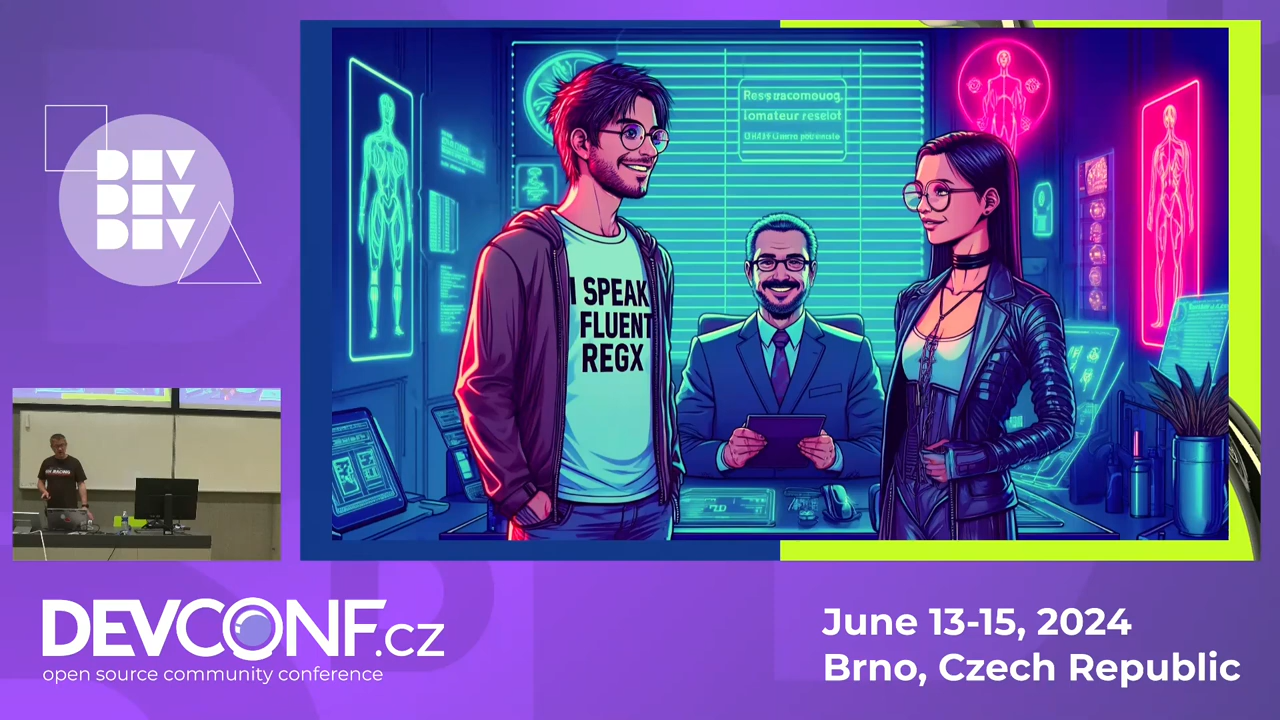 DEV
DEV
DEV
I SPEAK
FLUENT
REGX
DEVCONF.cz
open source community conference
June 13-15, 2024
Brno, Czech Republic